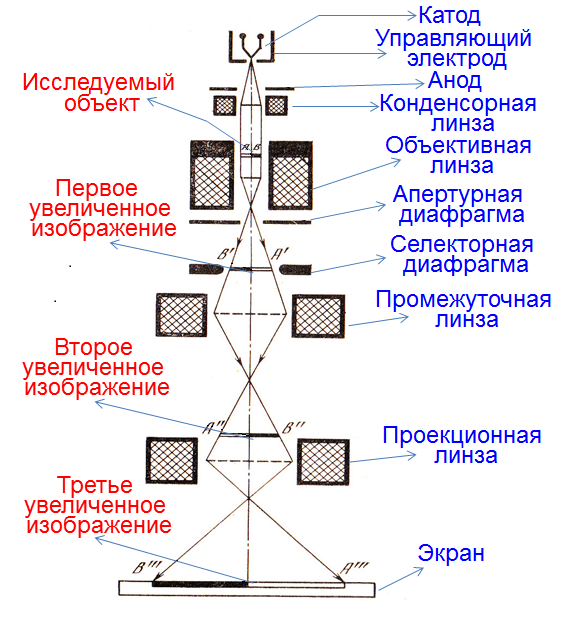 Катод
Управляющий
электрод
Анод
Исследуемый
объект
Конденсорная
линза
Объективная
линза
A B
Первое
увеличенное
изображение
Апертурная
диафрагма
B' A'
Селекторная
диафрагма
Промежуточная
линза
Второе
увеличенное
изображение
A'' B''
Проекционная
линза
Третье
увеличенное
изображение
B''' A'''
Экран